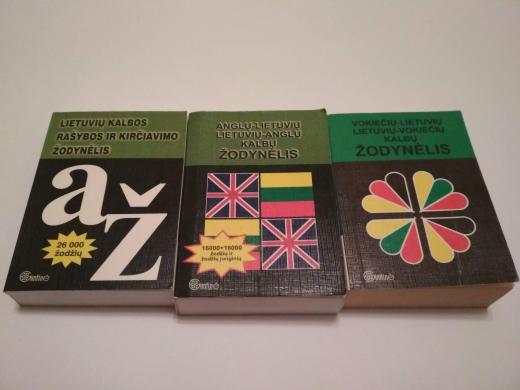 LIETUVIŲ KALBOS
RAŠYBOS IR KIRČIAVIMO
ŽODYNĖLIS
až
26 000
žodžių
ANGLŲ-LIETUVIŲ
LIETUVIŲ-ANGLŲ
KALBŲ
ŽODYNĖLIS
16000+16000
žodžių ir
žodžių junginių
VOKIEČIŲ-LIETUVIŲ
LIETUVIŲ-VOKIEČIŲ
KALBŲ
ŽODYNĖLIS